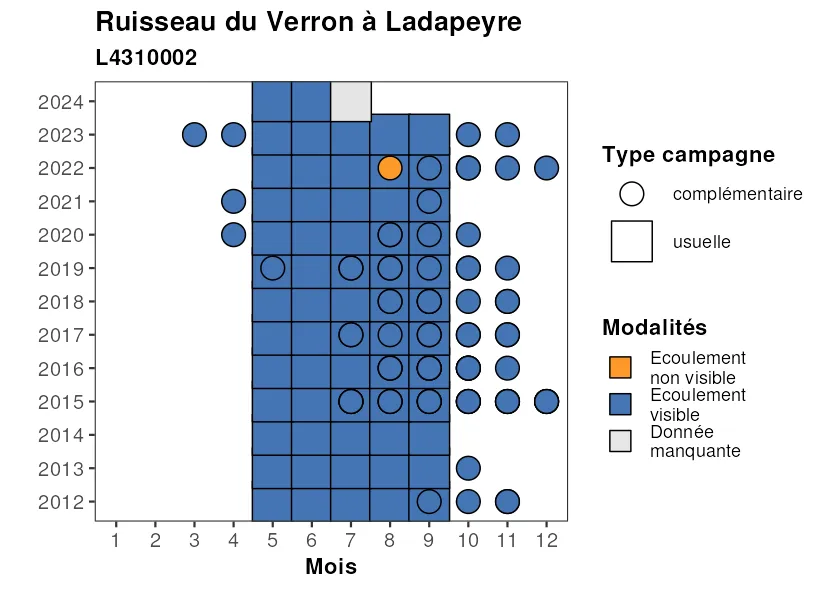 Ruisseau du Verron à Ladapeyre
L4310002
2024
2023
2022
2021
2020
2019
2018
2017
2016
2015
2014
2013
2012
1 2 3 4 5 6 7 8 9 10 11 12
Mois
Type campagne
complémentaire
usuelle
Modalités
Ecoulement
non visible
Ecoulement
visible
Donnée
manquante